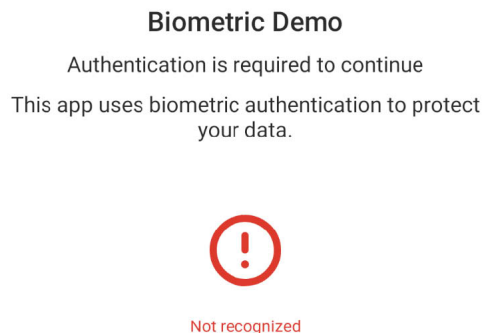 Biometric Demo
Authentication is required to continue
This app uses biometric authentication to protect
your data.
Not recognized